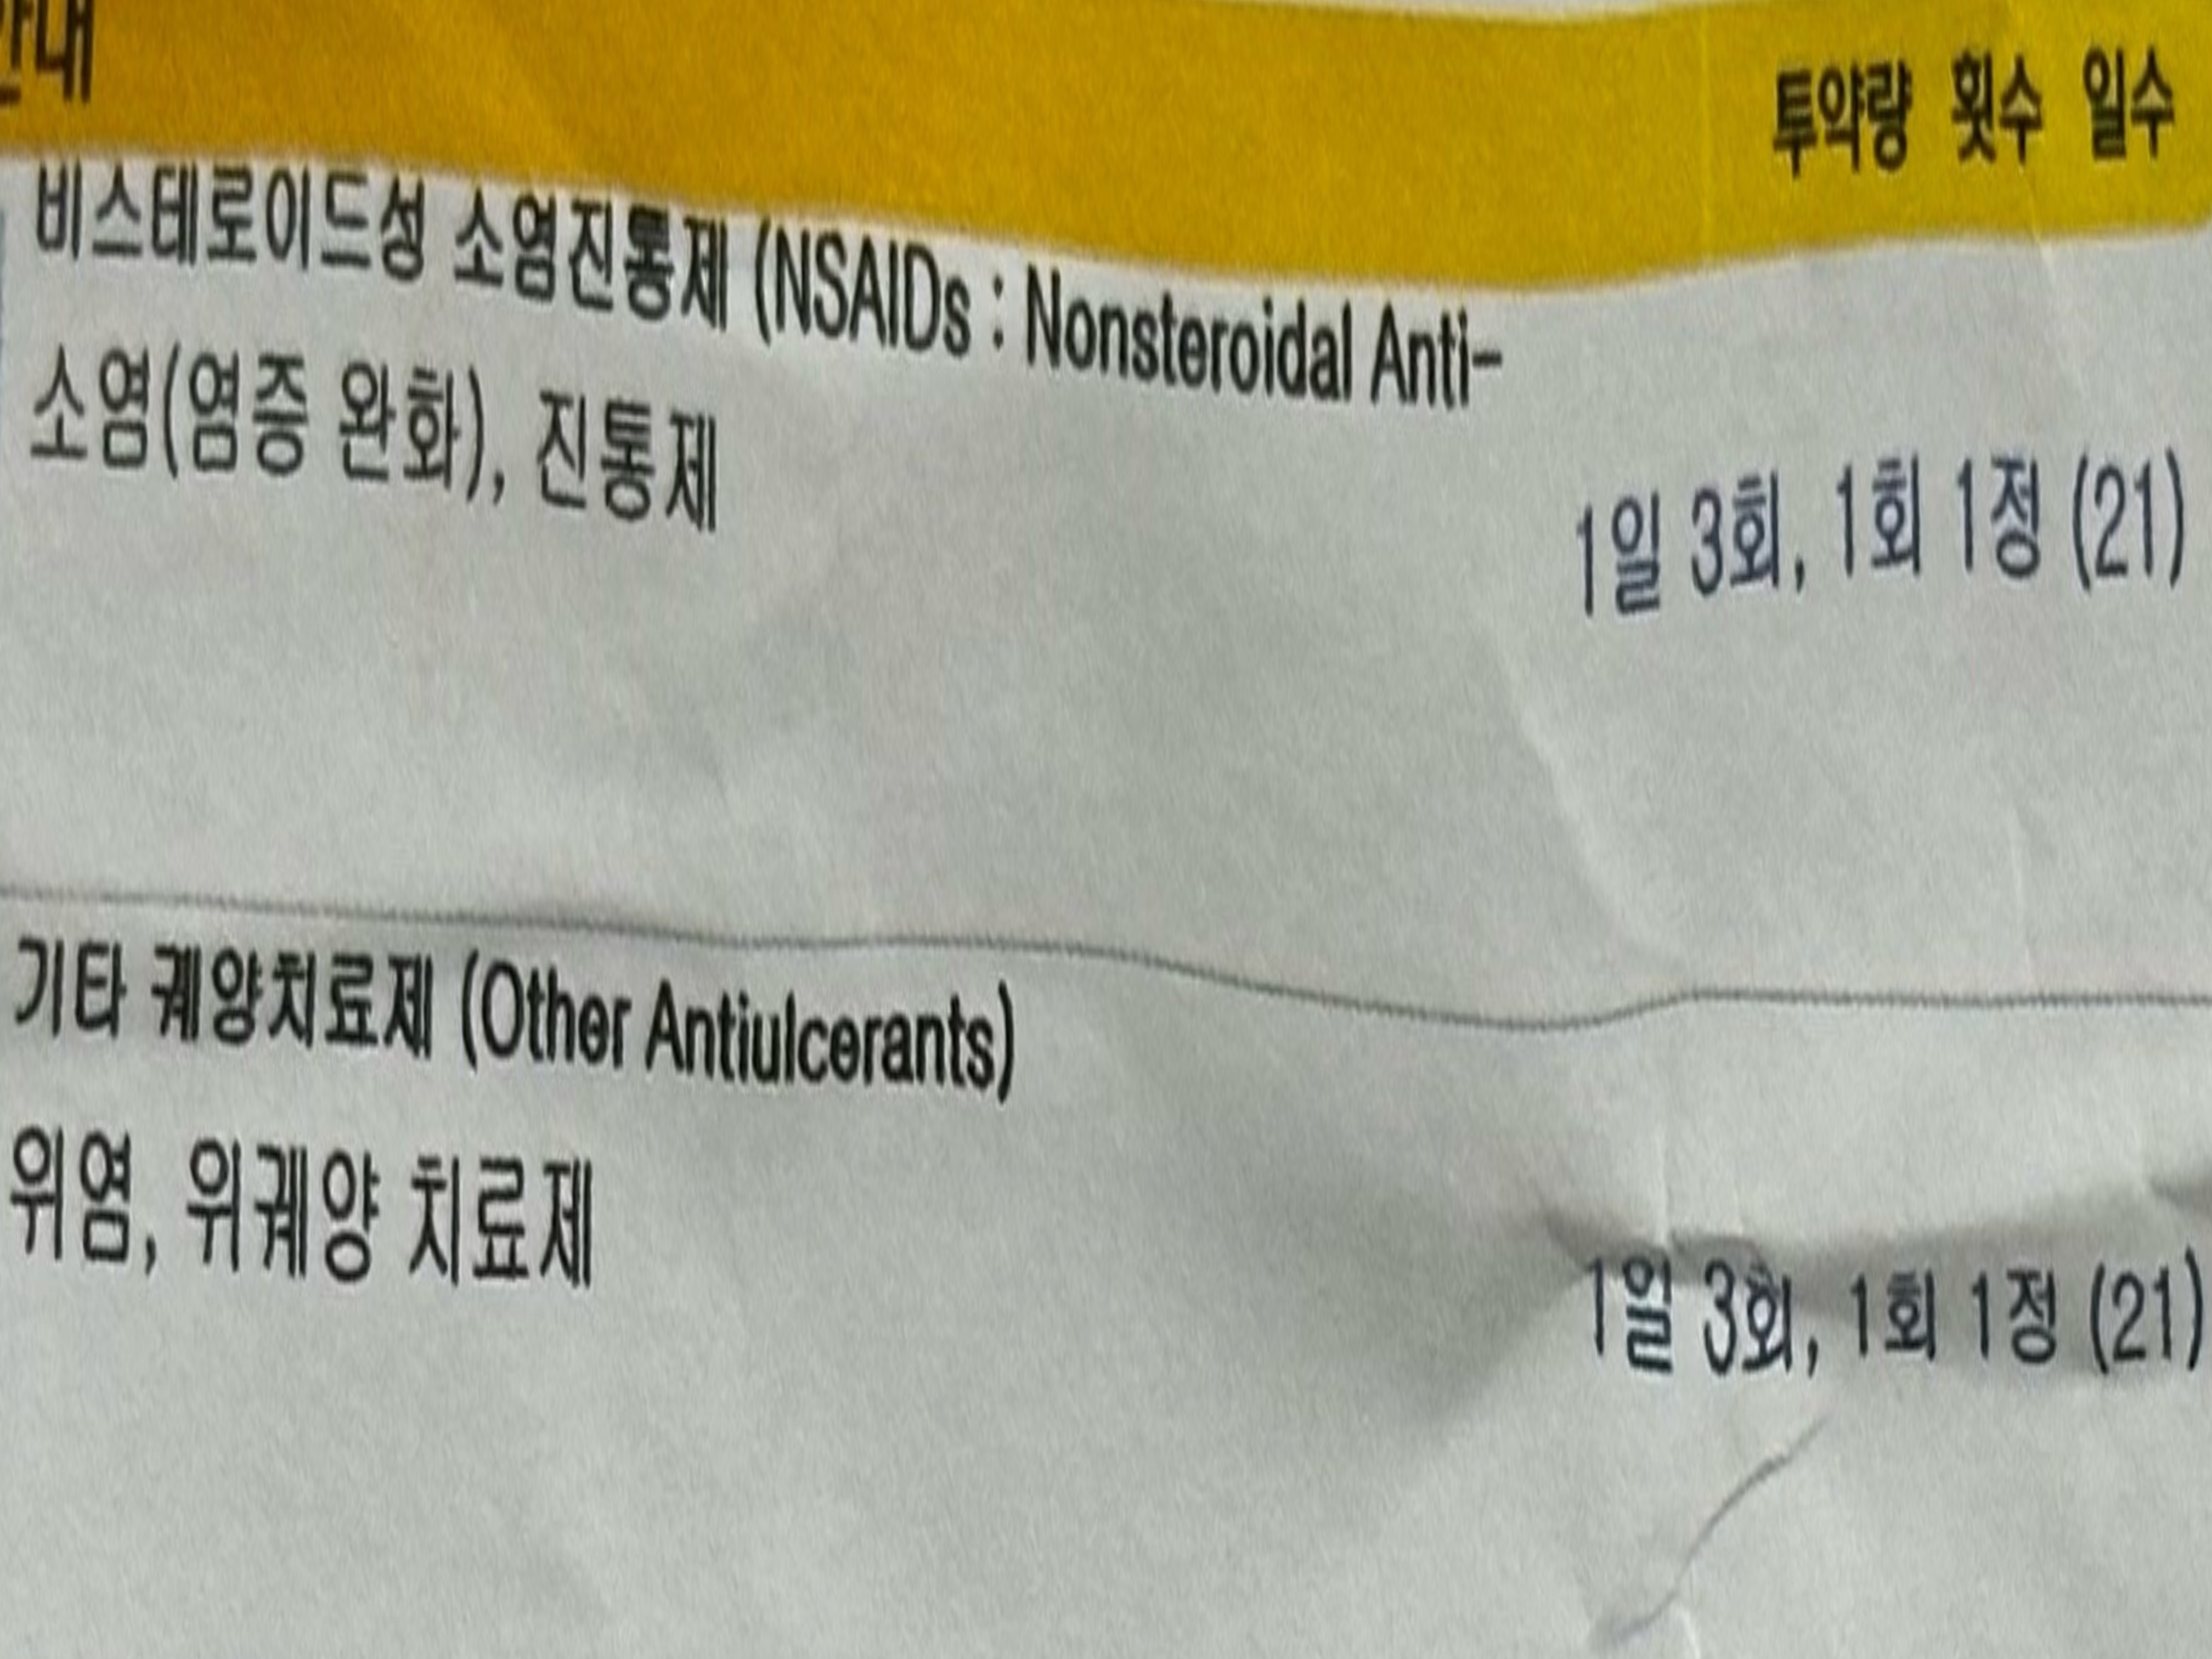 안내
투약량 횟수 일수
비스테로이드성 소염진통제 (NSAIDs : Nonsteroidal Anti-
소염(염증 완화), 진통제
1일 3회, 1회 1정 (21)
기타 궤양치료제 (Other Antiulcerants)
위염, 위궤양 치료제
1일 3회, 1회 1정 (21)